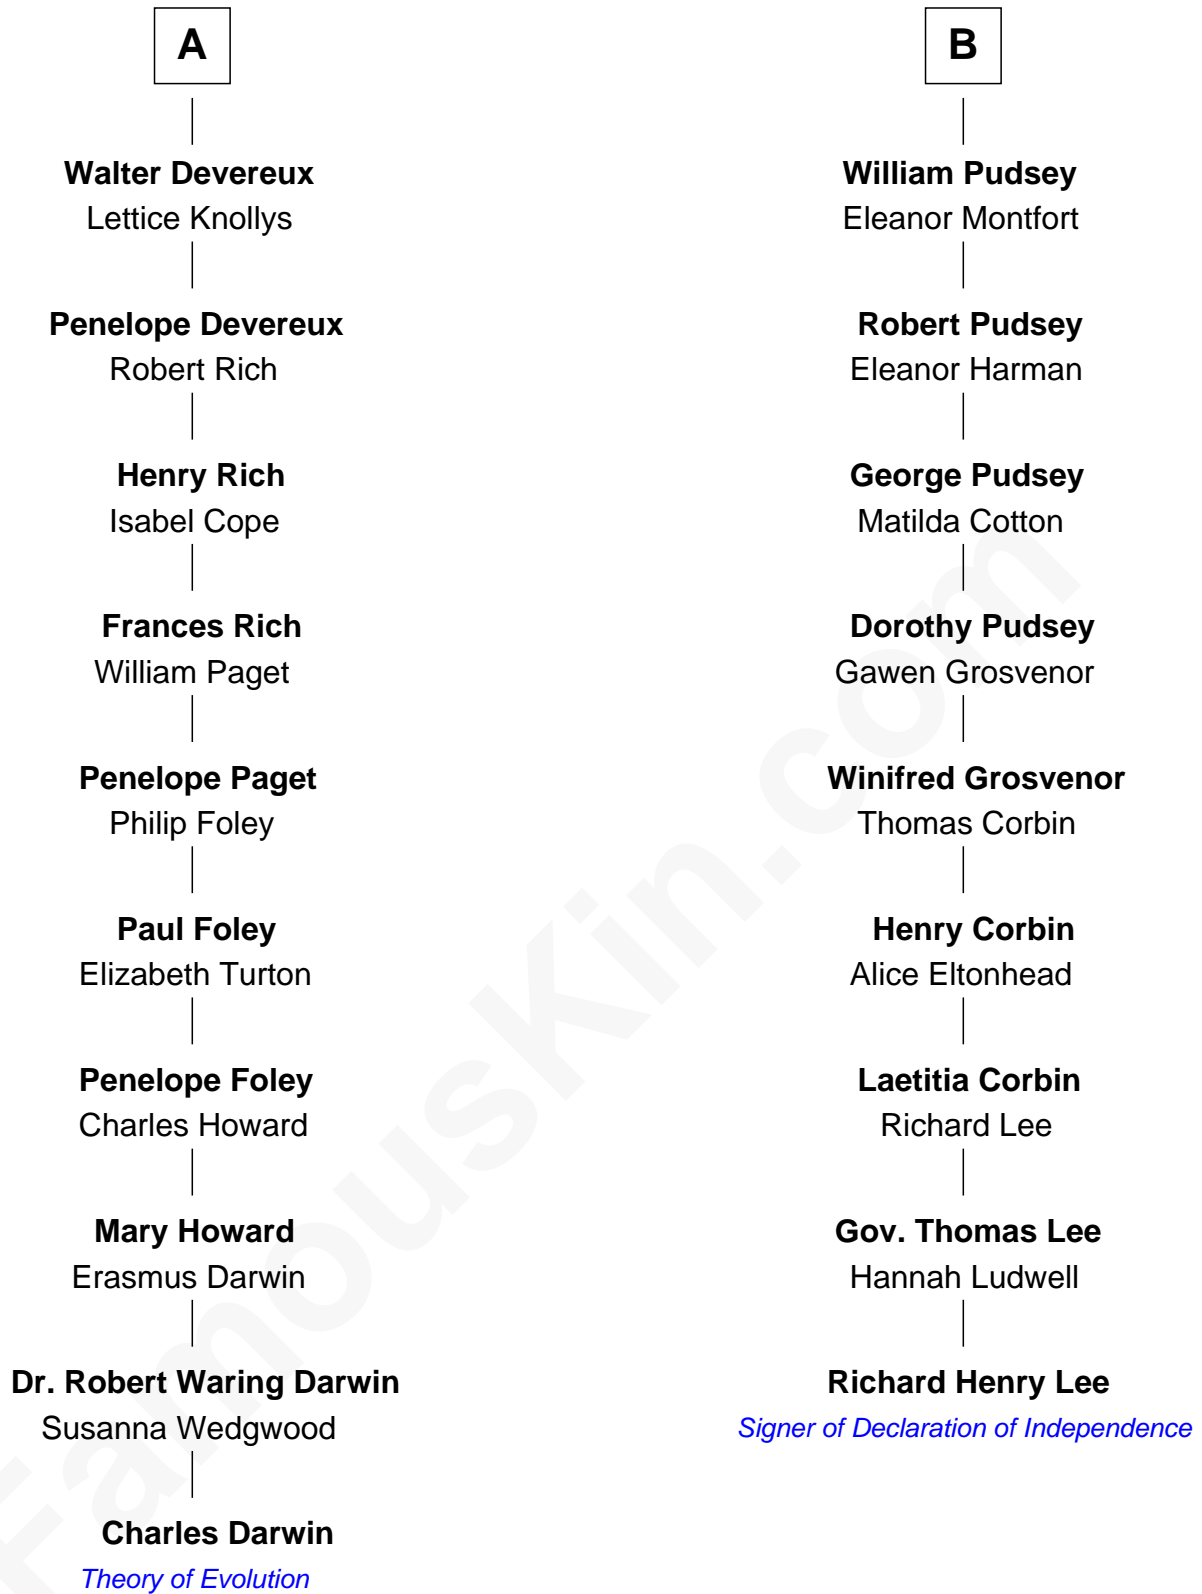 A
Walter Devereux
Lettice Knollys
Penelope Devereux
Robert Rich
Henry Rich
Isabel Cope
Frances Rich
William Paget
Penelope Paget
Philip Foley
Paul Foley
Elizabeth Turton
Penelope Foley
Charles Howard
Mary Howard
Erasmus Darwin
Dr. Robert Waring Darwin
Susanna Wedgwood
Charles Darwin
Theory of Evolution
B
William Pudsey
Eleanor Montfort
Robert Pudsey
Eleanor Harman
George Pudsey
Matilda Cotton
Dorothy Pudsey
Gawen Grosvenor
Winifred Grosvenor
Thomas Corbin
Henry Corbin
Alice Eltonhead
Laetitia Corbin
Richard Lee
Gov. Thomas Lee
Hannah Ludwell
Richard Henry Lee
Signer of Declaration of Independence
FamousKin.com